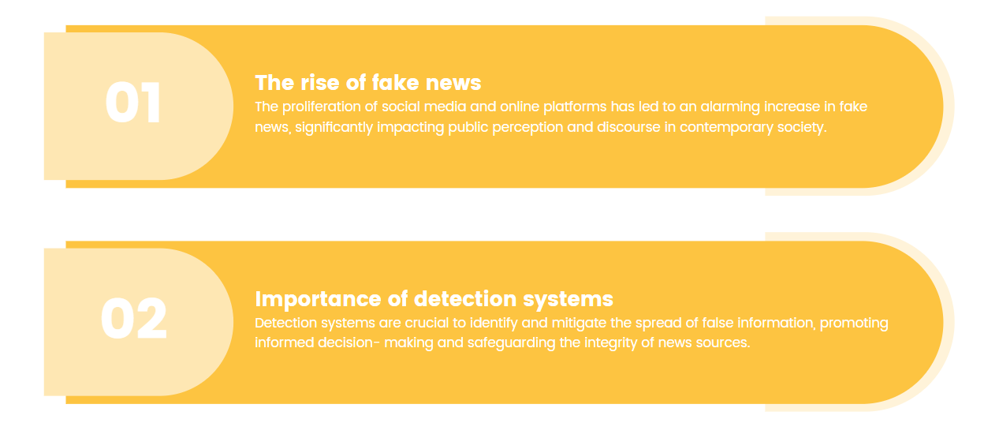 01
The rise of fake news
The proliferation of social media and online platforms has led to an alarming increase in fake
news, significantly impacting public perception and discourse in contemporary society.
02
Importance of detection systems
Detection systems are crucial to identify and mitigate the spread of false information, promoting
informed decision- making and safeguarding the integrity of news sources.